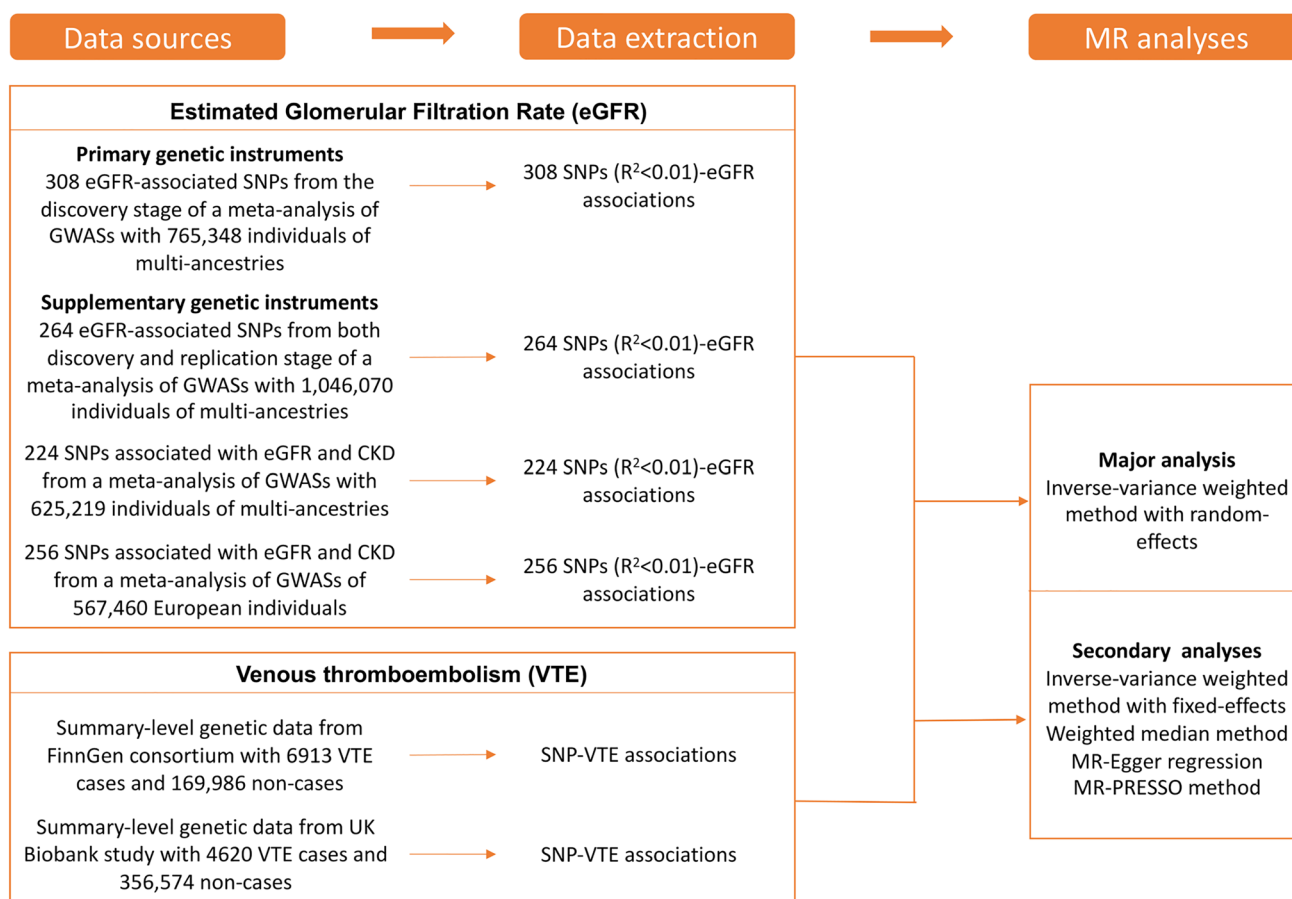 Data sources
Data extraction
MR analyses
Estimated Glomerular Filtration Rate (eGFR)
Primary genetic instruments
308 eGFR-associated SNPs from the
discovery stage of a meta-analysis of
GWASs with 765,348 individuals of
multi-ancestries
308 SNPs (R²<0.01)-eGFR
associations
Supplementary genetic instruments
264 eGFR-associated SNPs from both
discovery and replication stage of a
meta-analysis of GWASs with 1,046,070
individuals of multi-ancestries
264 SNPs (R²<0.01)-eGFR
associations
224 SNPs associated with eGFR and CKD
from a meta-analysis of GWASs with
625,219 individuals of multi-ancestries
224 SNPs (R²<0.01)-eGFR
associations
256 SNPs associated with eGFR and CKD
from a meta-analysis of GWASs of
567,460 European individuals
256 SNPs (R²<0.01)-eGFR
associations
Venous thromboembolism (VTE)
Summary-level genetic data from
FinnGen consortium with 6913 VTE
cases and 169,986 non-cases
SNP-VTE associations
Summary-level genetic data from UK
Biobank study with 4620 VTE cases and
356,574 non-cases
SNP-VTE associations
Major analysis
Inverse-variance weighted
method with random-
effects
Secondary analyses
Inverse-variance weighted
method with fixed-effects
Weighted median method
MR-Egger regression
MR-PRESSO method